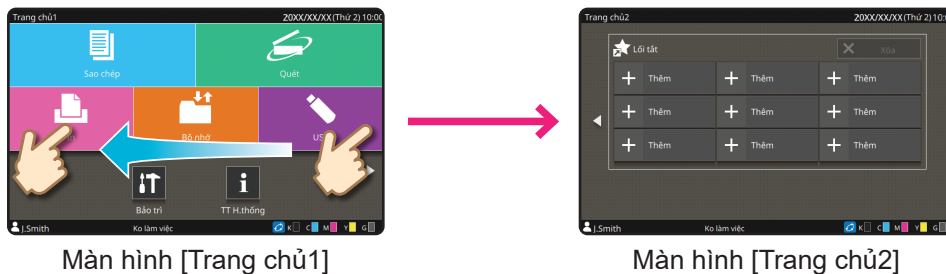 Trang chủ1 20XX/XX/XX(Thứ 2) 10:00
Sao chép Quét
Bộ nhớ US
Bảo trì TT H.thống
J.Smith Ko làm việc K C M Y G
Màn hình [Trang chủ1]
Trang chủ2 20XX/XX/XX(Thứ 2) 10:0
Lối tắt Xóa
Thêm Thêm Thêm
Thêm Thêm Thêm
Thêm Thêm Thêm
J.Smith Ko làm việc K C M Y G
Màn hình [Trang chủ2]